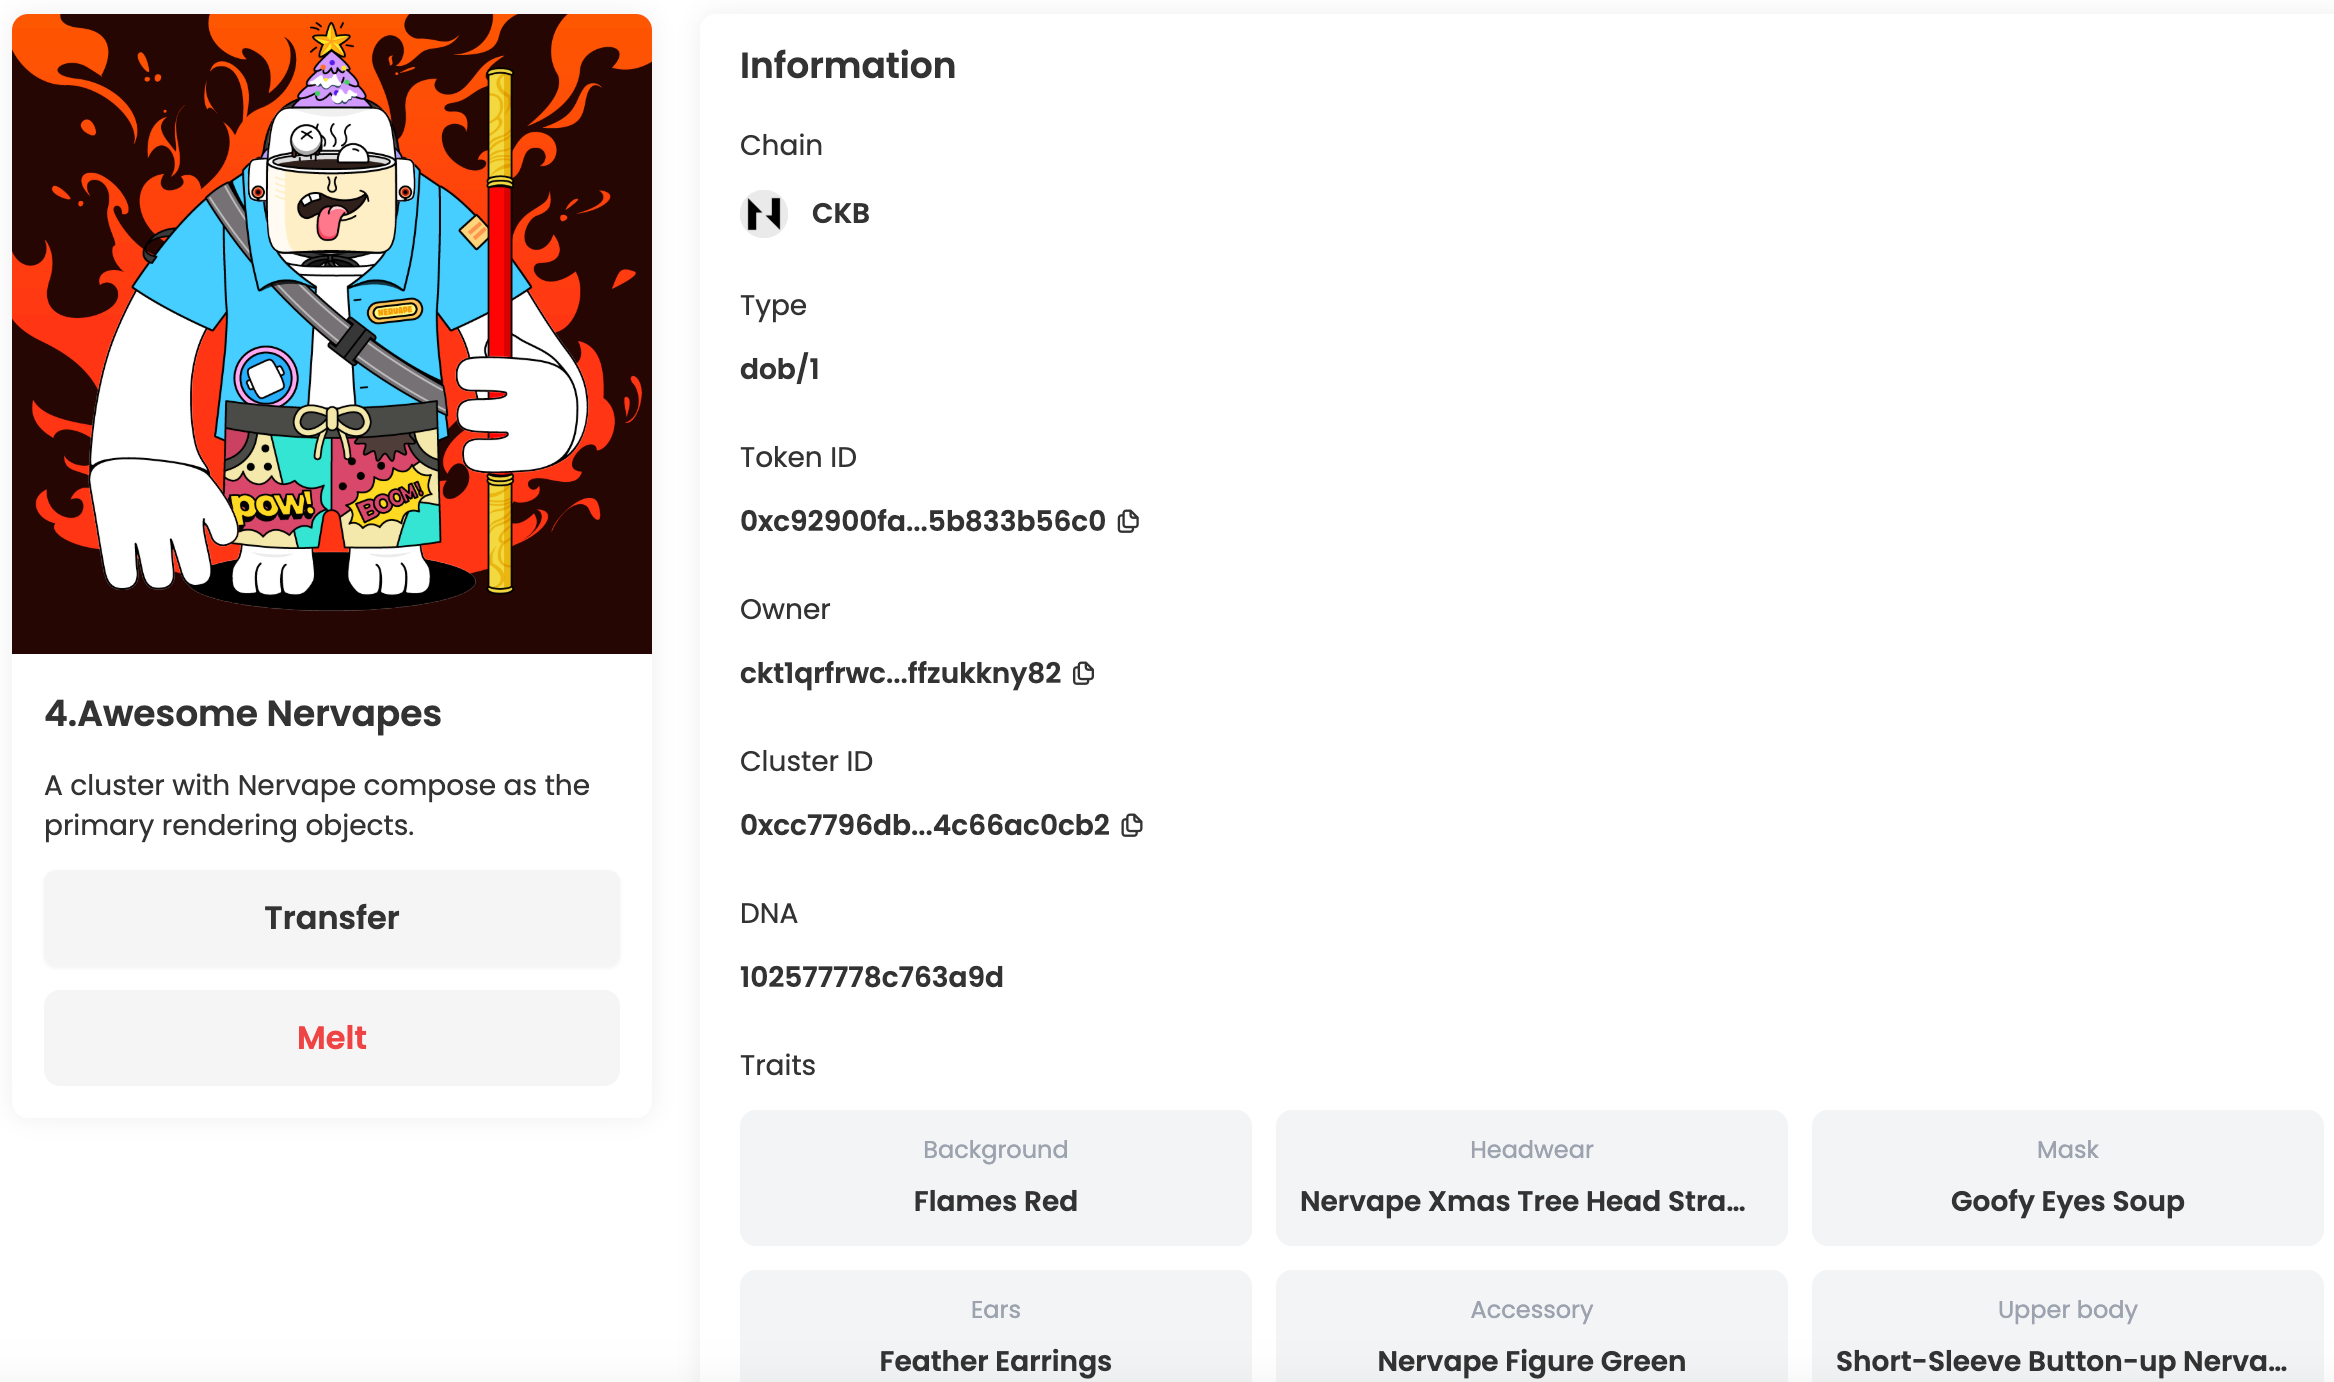 NERVAPE
POW!
BOOM!
4.Awesome Nervapes
A cluster with Nervape compose as the
primary rendering objects.
Transfer
Melt
Information
Chain
CKB
Type
dob/1
Token ID
0xc92900fa...5b833b56c0
Owner
ckt1qrfrwc...ffzukkny82
Cluster ID
0xcc7796db...4c66ac0cb2
DNA
102577778c763a9d
Traits
Background
Flames Red
Headwear
Nervape Xmas Tree Head Stra...
Mask
Goofy Eyes Soup
Ears
Feather Earrings
Accessory
Nervape Figure Green
Upper body
Short-Sleeve Button-up Nerva...